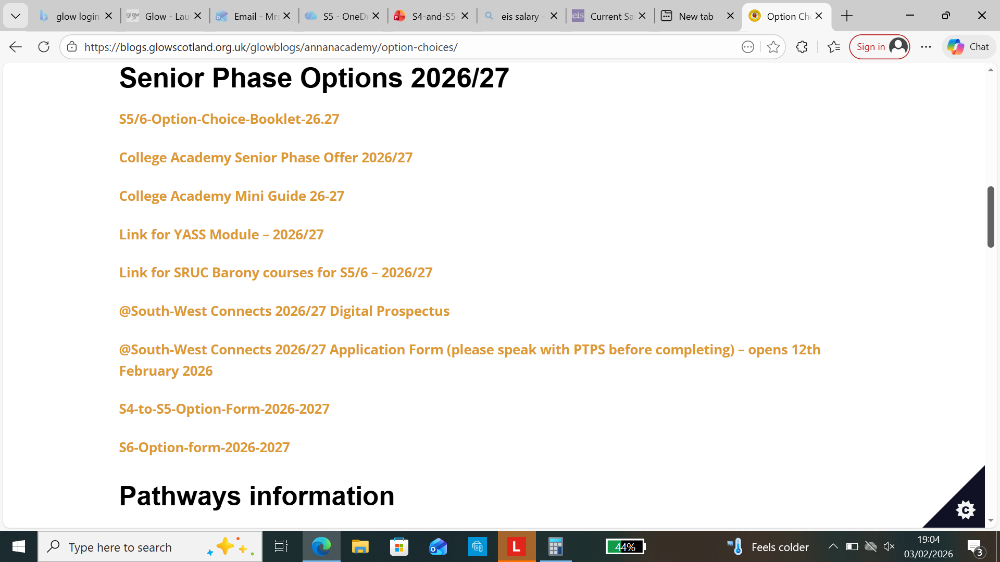 glow login
Glow - Lau
Email - Mrs
S5 - OneDr
S4-and-S5-
eis salary -
eis
Current Sal
New tab
Option Cho
https://blogs.glowscotland.org.uk/glowblogs/annanacademy/option-choices/
Sign in
Chat
Senior Phase Options 2026/27
S5/6-Option-Choice-Booklet-26.27
College Academy Senior Phase Offer 2026/27
College Academy Mini Guide 26-27
Link for YASS Module – 2026/27
Link for SRUC Barony courses for S5/6 – 2026/27
@South-West Connects 2026/27 Digital Prospectus
@South-West Connects 2026/27 Application Form (please speak with PTPS before completing) – opens 12th
February 2026
S4-to-S5-Option-Form-2026-2027
S6-Option-form-2026-2027
Pathways information
C
Type here to search
L
44%
Feels colder
19:04
03/02/2026
3